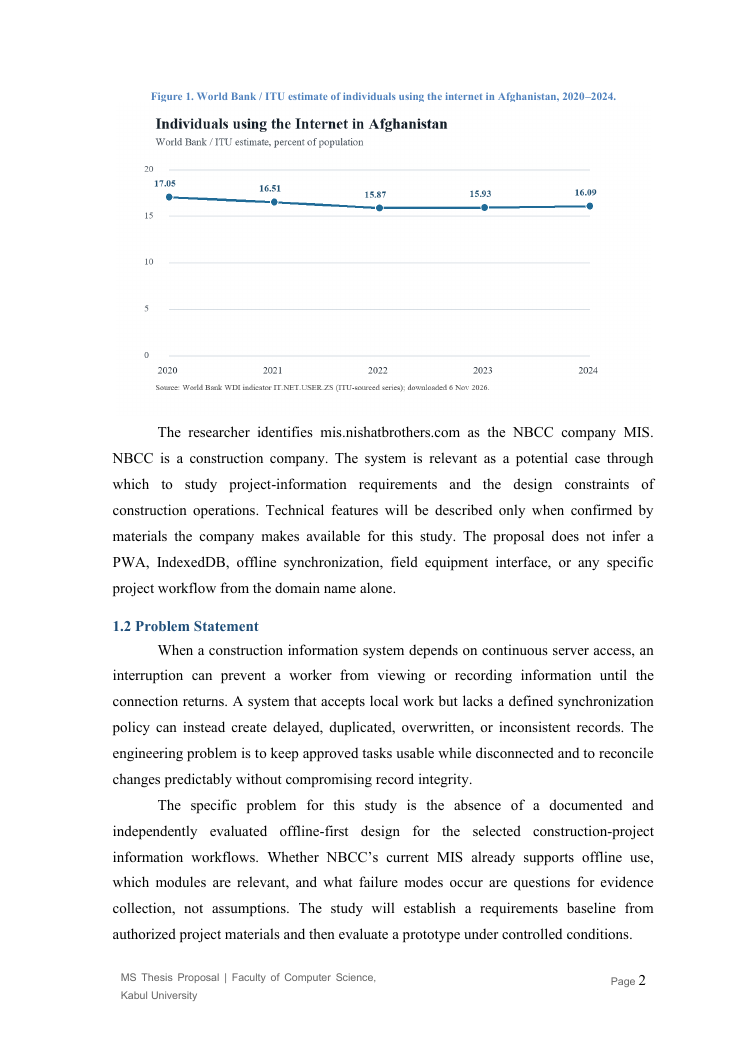 Figure 1. World Bank / ITU estimate of individuals using the internet in Afghanistan, 2020–2024.
Individuals using the Internet in Afghanistan
World Bank / ITU estimate, percent of population
20
17.05
16.51
15.87
15.93
16.09
15
10
5
0
2020
2021
2022
2023
2024
Source: World Bank WDI indicator IT.NET.USER.ZS (ITU-sourced series); downloaded 6 Nov 2026.
The researcher identifies mis.nishatbrothers.com as the NBCC company MIS.
NBCC is a construction company. The system is relevant as a potential case through
which to study project-information requirements and the design constraints of
construction operations. Technical features will be described only when confirmed by
materials the company makes available for this study. The proposal does not infer a
PWA, IndexedDB, offline synchronization, field equipment interface, or any specific
project workflow from the domain name alone.
1.2 Problem Statement
When a construction information system depends on continuous server access, an
interruption can prevent a worker from viewing or recording information until the
connection returns. A system that accepts local work but lacks a defined synchronization
policy can instead create delayed, duplicated, overwritten, or inconsistent records. The
engineering problem is to keep approved tasks usable while disconnected and to reconcile
changes predictably without compromising record integrity.
The specific problem for this study is the absence of a documented and
independently evaluated offline-first design for the selected construction-project
information workflows. Whether NBCC’s current MIS already supports offline use,
which modules are relevant, and what failure modes occur are questions for evidence
collection, not assumptions. The study will establish a requirements baseline from
authorized project materials and then evaluate a prototype under controlled conditions.
MS Thesis Proposal | Faculty of Computer Science,
Kabul University
Page 2